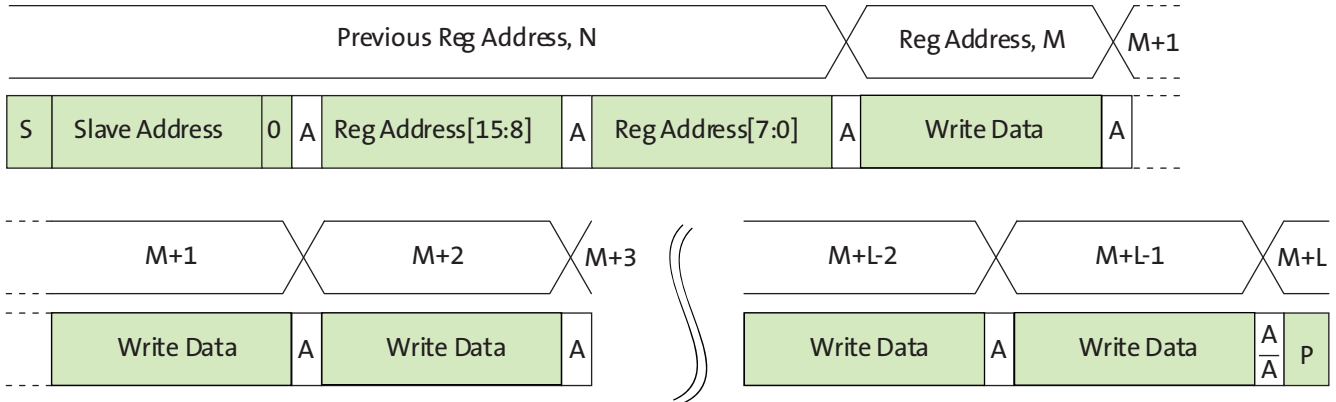 Previous Reg Address, N Reg Address, M M+1
S Slave Address 0 A Reg Address[15:8] A Reg Address[7:0] A Write Data A
M+1 M+2 M+3 M+L-2 M+L-1 M+L
Write Data A Write Data A Write Data A Write Data A P
A